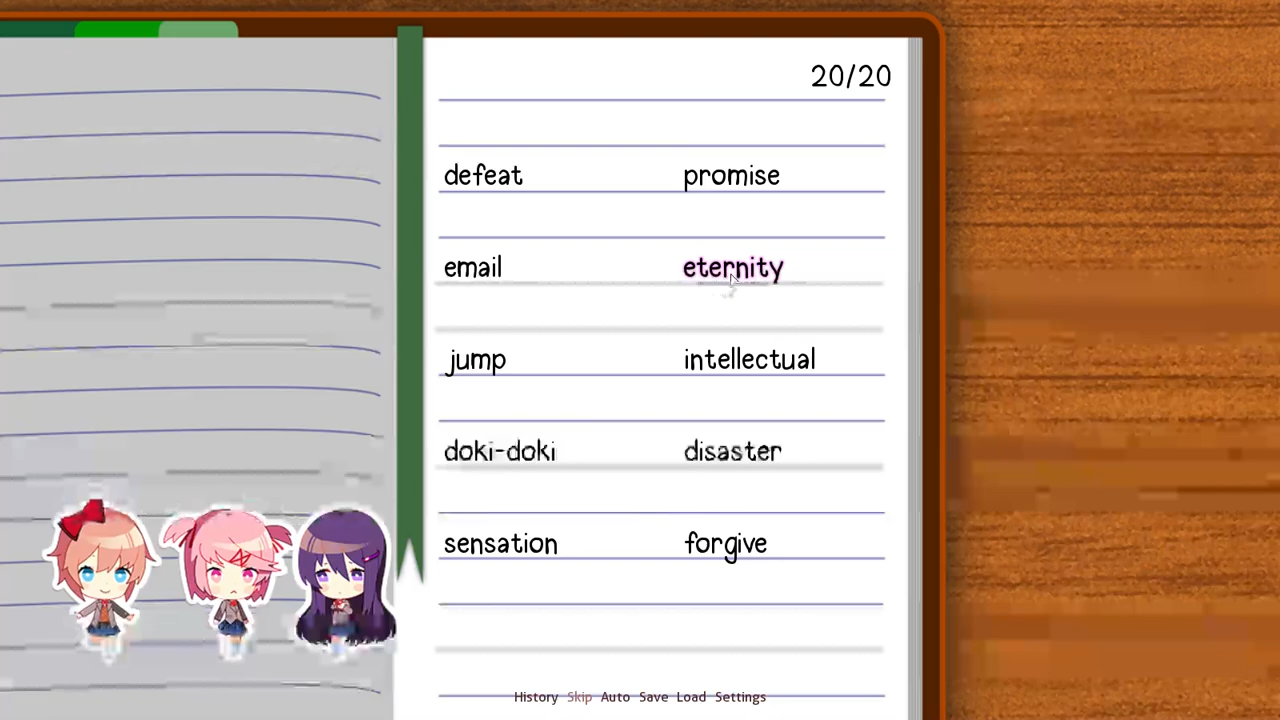 20/20
defeat promise
email eternity
jump intellectual
doki-doki disaster
sensation forgive
History Skip Auto Save Load Settings